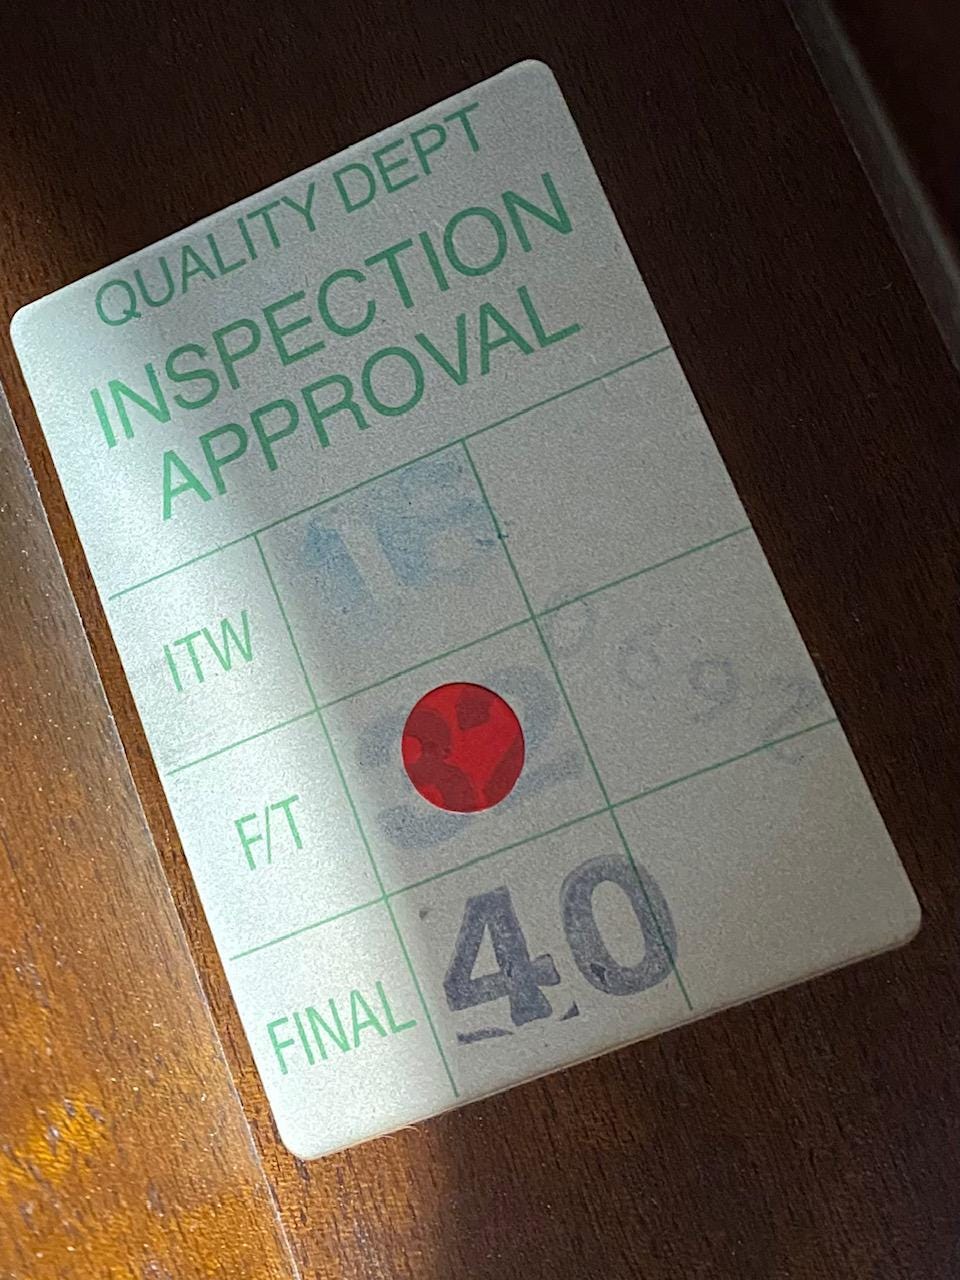 QUALITY DEPT
INSPECTION
APPROVAL
ITW
F/T
FINAL 40